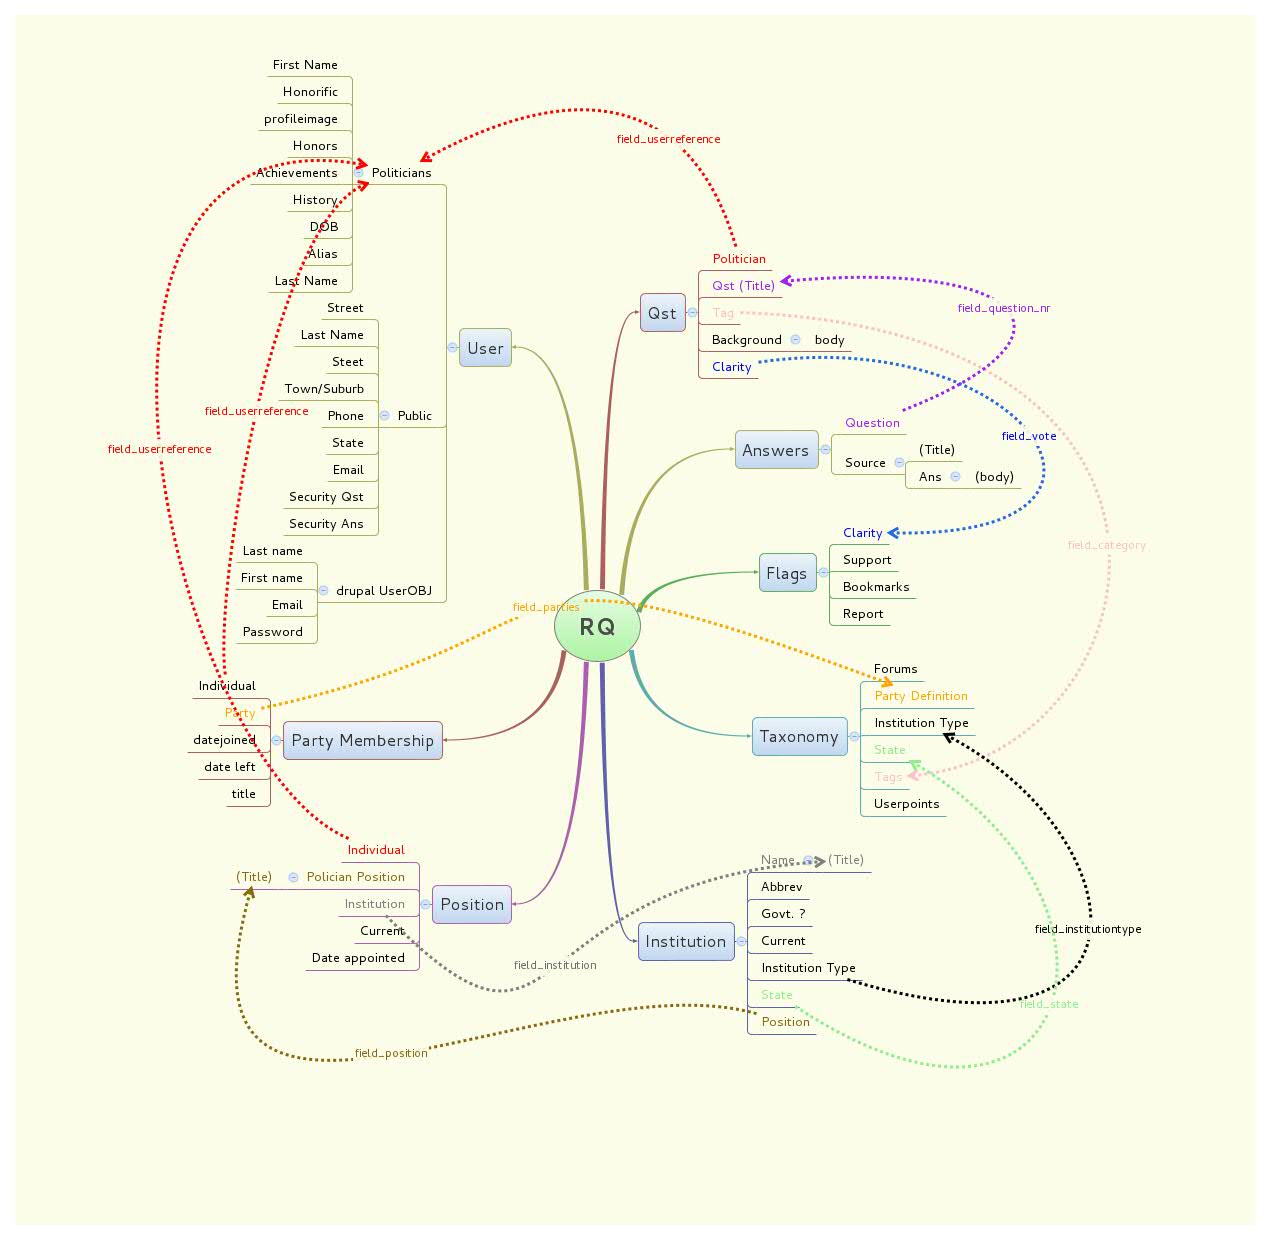 First Name
Honorific
profileimage
Honors
Achievements
Politicians
History
DOB
Alias
Last Name
Street
Last Name
Steet
Town/Suburb
Phone
Public
State
Email
Security Qst
Security Ans
Last name
First name
drupal UserOBJ
Email
Password
User
field_userreference
field_userreference
field_userreference
Politician
Qst (Title)
Tag
Qst
Background
body
Clarity
field_question_nr
Question
Answers
(Title)
Source
Ans
(body)
field_vote
Clarity
Support
Flags
Bookmarks
Report
field_category
field_parties
RQ
Individual
Party
datejoined
Party Membership
date left
title
Forums
Party Definition
Institution Type
Taxonomy
State
Tags
Userpoints
Individual
(Title)
Polician Position
Institution
Position
Current
Date appointed
Name
(Title)
Abbrev
Govt. ?
Institution
Current
Institution Type
State
Position
field_institution
field_institutiontype
field_state
field_position